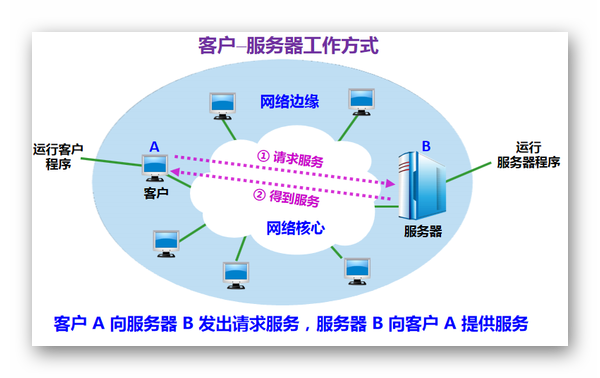 客户–服务器工作方式
网络边缘
运行客户
程序
A
B
运行
服务器程序
① 请求服务
客户
② 得到服务
网络核心
服务器
客户 A 向服务器 B 发出请求服务，服务器 B 向客户 A 提供服务